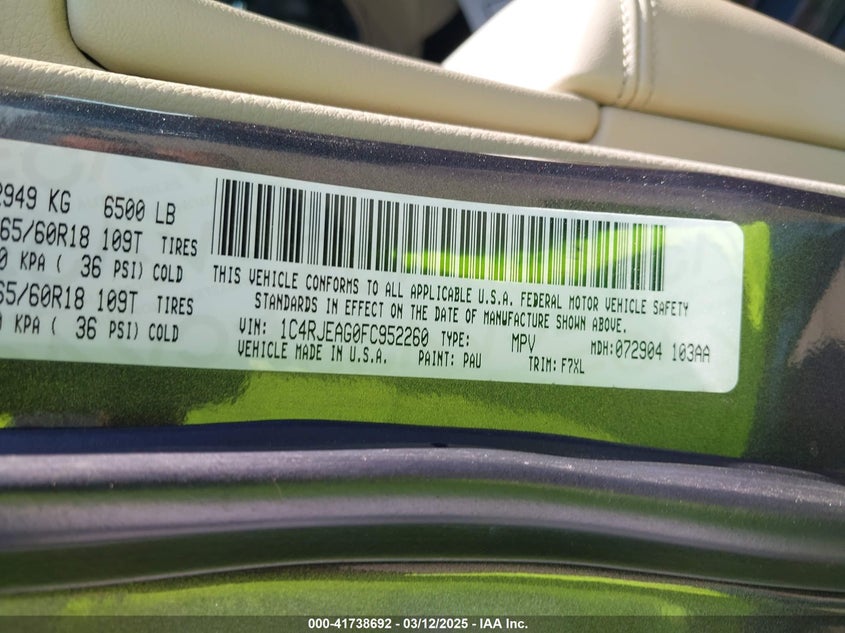 2949 KG 6500 LB
65/60R18 109T TIRES
0 KPA ( 36 PSI) COLD
65/60R18 109T TIRES
0 KPA ( 36 PSI) COLD
THIS VEHICLE CONFORMS TO ALL APPLICABLE U.S.A. FEDERAL MOTOR VEHICLE SAFETY
STANDARDS IN EFFECT ON THE DATE OF MANUFACTURE SHOWN ABOVE.
VIN: 1C4RJEAG0FC952260 TYPE: MPV MDH:072904 103AA
VEHICLE MADE IN U.S.A. PAINT: PAU TRIM: F7XL
000-41738692 - 03/12/2025 - IAA Inc.